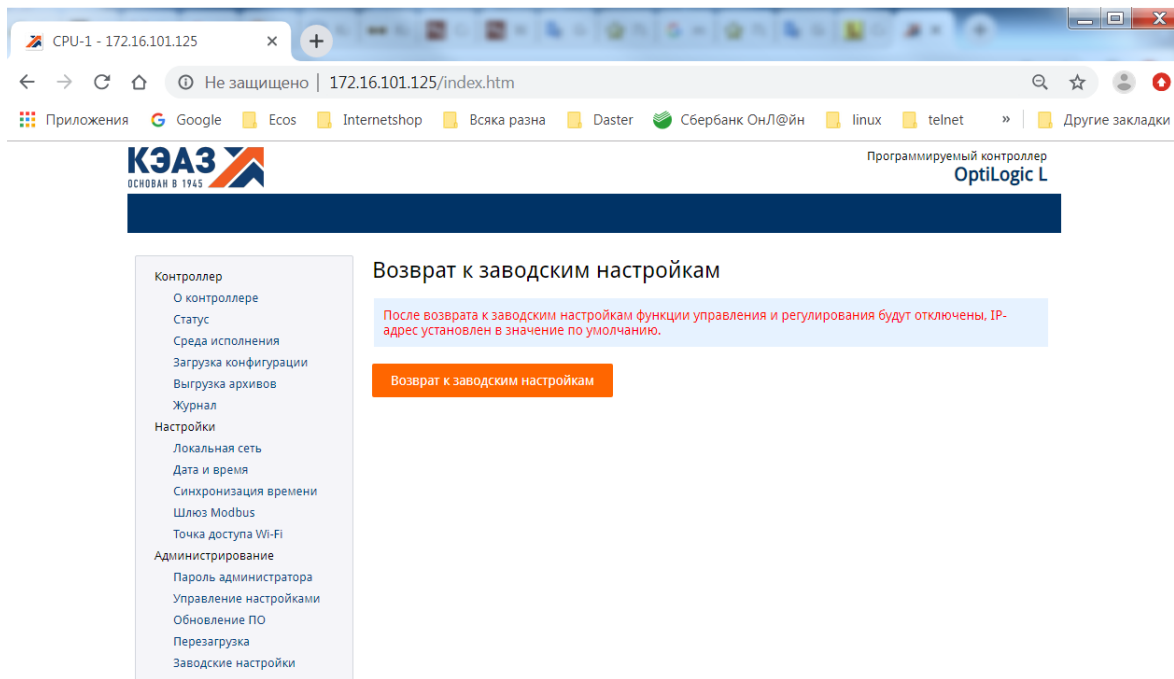 CPU-1 - 172.16.101.125
Не защищено | 172.16.101.125/index.htm
Приложения Google Ecos Internetshop Всяка разна Daster Сбербанк ОнЛ@йн linux telnet » Другие закладки
КЭАЗ
ОСНОВАН В 1945
Программируемый контроллер
OptiLogic L
Контроллер
О контроллере
Статус
Среда исполнения
Загрузка конфигурации
Выгрузка архивов
Журнал
Настройки
Локальная сеть
Дата и время
Синхронизация времени
Шлюз Modbus
Точка доступа Wi-Fi
Администрирование
Пароль администратора
Управление настройками
Обновление ПО
Перезагрузка
Заводские настройки
Возврат к заводским настройкам
После возврата к заводским настройкам функции управления и регулирования будут отключены, IP-
адрес установлен в значение по умолчанию.
Возврат к заводским настройкам